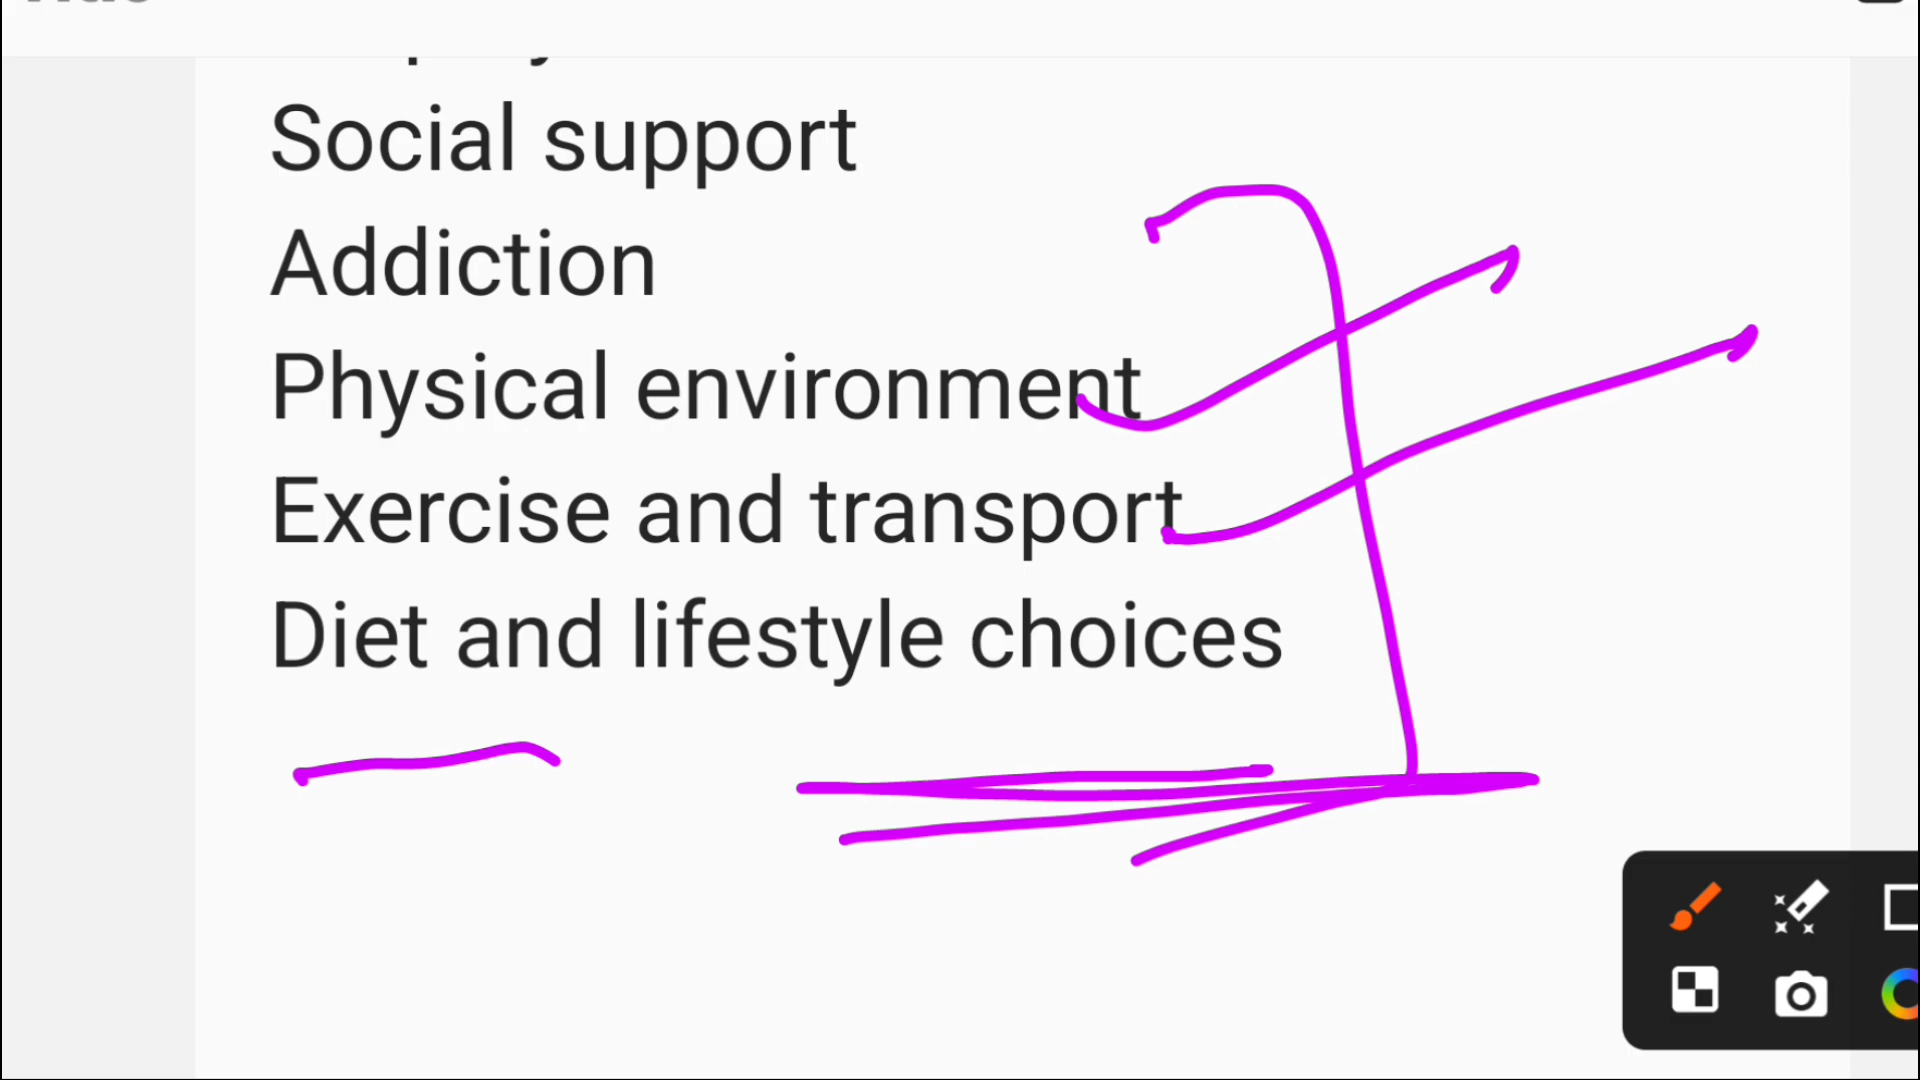 Social support
Addiction
Physical environment
Exercise and transport
Diet and lifestyle choices